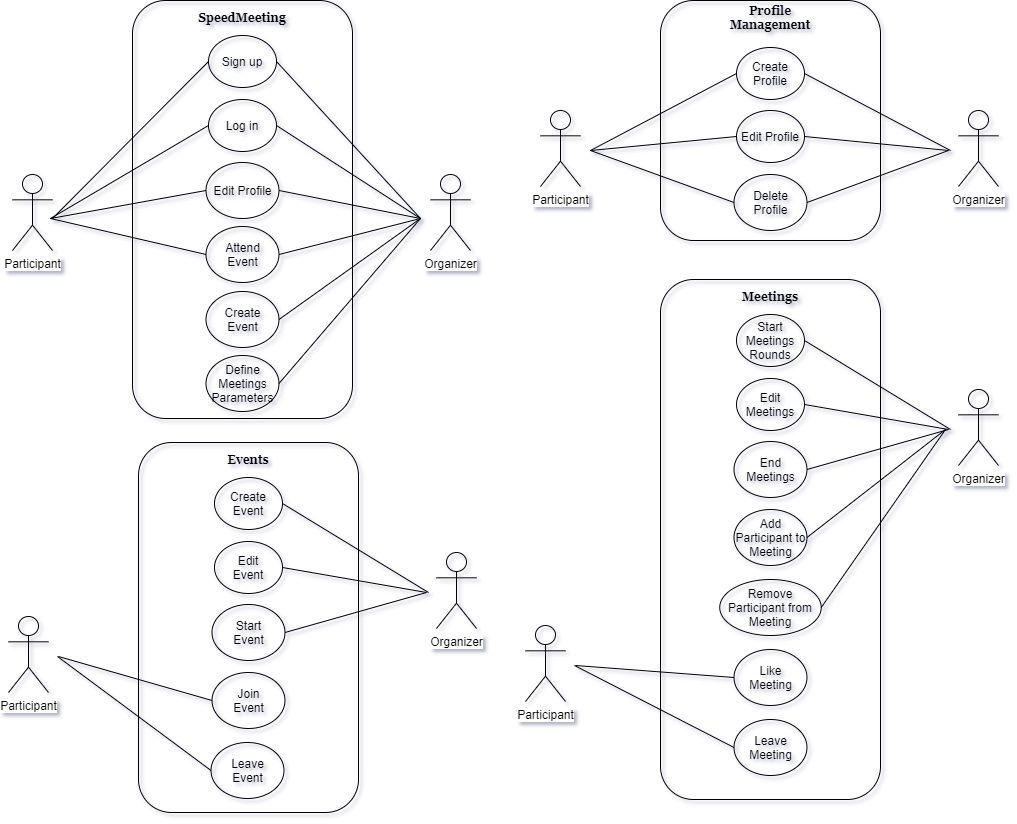 SpeedMeeting
Sign up
Log in
Edit Profile
Attend
Event
Create
Event
Define
Meetings
Parameters
Participant
Organizer
Profile
Management
Create
Profile
Edit Profile
Delete
Profile
Participant
Organizer
Events
Create
Event
Edit
Event
Start
Event
Join
Event
Leave
Event
Organizer
Participant
Meetings
Start
Meetings
Rounds
Edit
Meetings
End
Meetings
Add
Participant to
Meeting
Remove
Participant from
Meeting
Like
Meeting
Leave
Meeting
Organizer
Participant